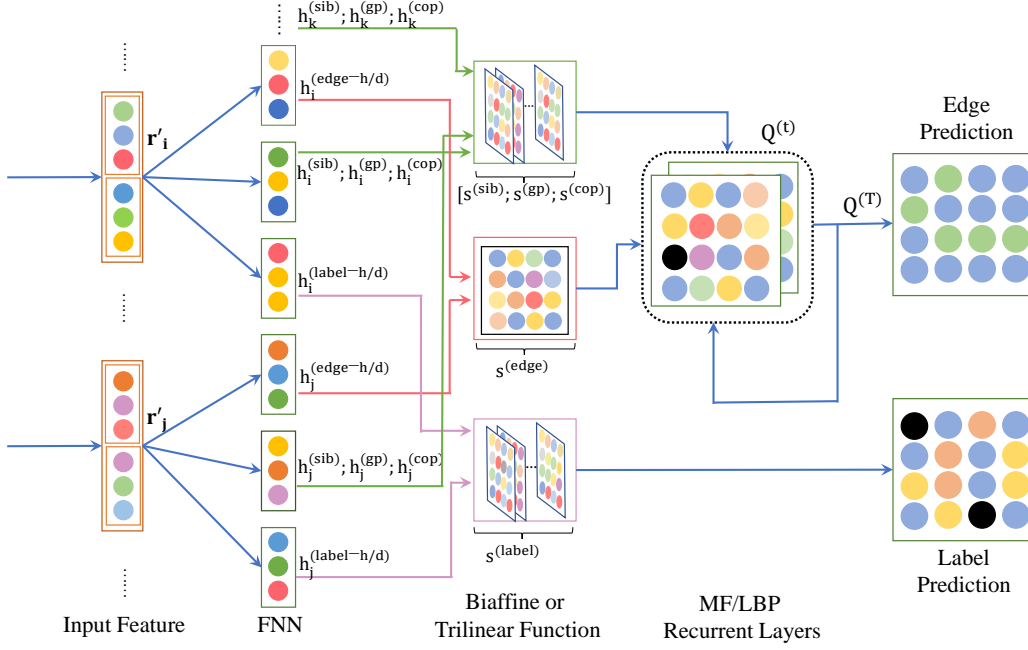 h_k^(sib); h_k^(gp); h_k^(cop)
h_i^(edge−h/d)
r′_i
h_i^(sib); h_i^(gp); h_i^(cop)
h_i^(label−h/d)
h_j^(edge−h/d)
r′_j
h_j^(sib); h_j^(gp); h_j^(cop)
h_j^(label−h/d)
[s^(sib); s^(gp); s^(cop)]
s^(edge)
s^(label)
Q^(t)
Q^(T)
Edge
Prediction
Label
Prediction
Input Feature
FNN
Biaffine or
Trilinear Function
MF/LBP
Recurrent Layers